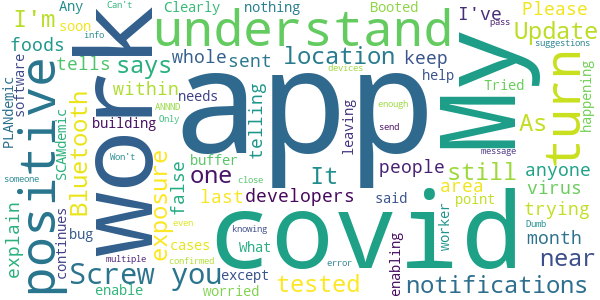 I'm
Any
soon
Clearly
nothing
Booted
I've
Can't
info
pass
Please
suggestions
Update
foods
tells
says
understand
whole
sent
location
keep
help
Tried
happening
software
PLANdemic
SCAMdemic
positive
Work
app
My
turn
within
Bluetooth
ANNND
needs
Only
building
buffer
telling
devices
enough
send
leaving
message
As
explain
continues
Won't
someone
bug
exposure
false
one
It
people
still
anyone
virus
area
point
trying
last
developers
said
covid
close
even
cases
What
knowing
confirmed
multiple
error
enabling
worker
Dumb
month
near
Screw
you
except
enable
worried
tested
notifications